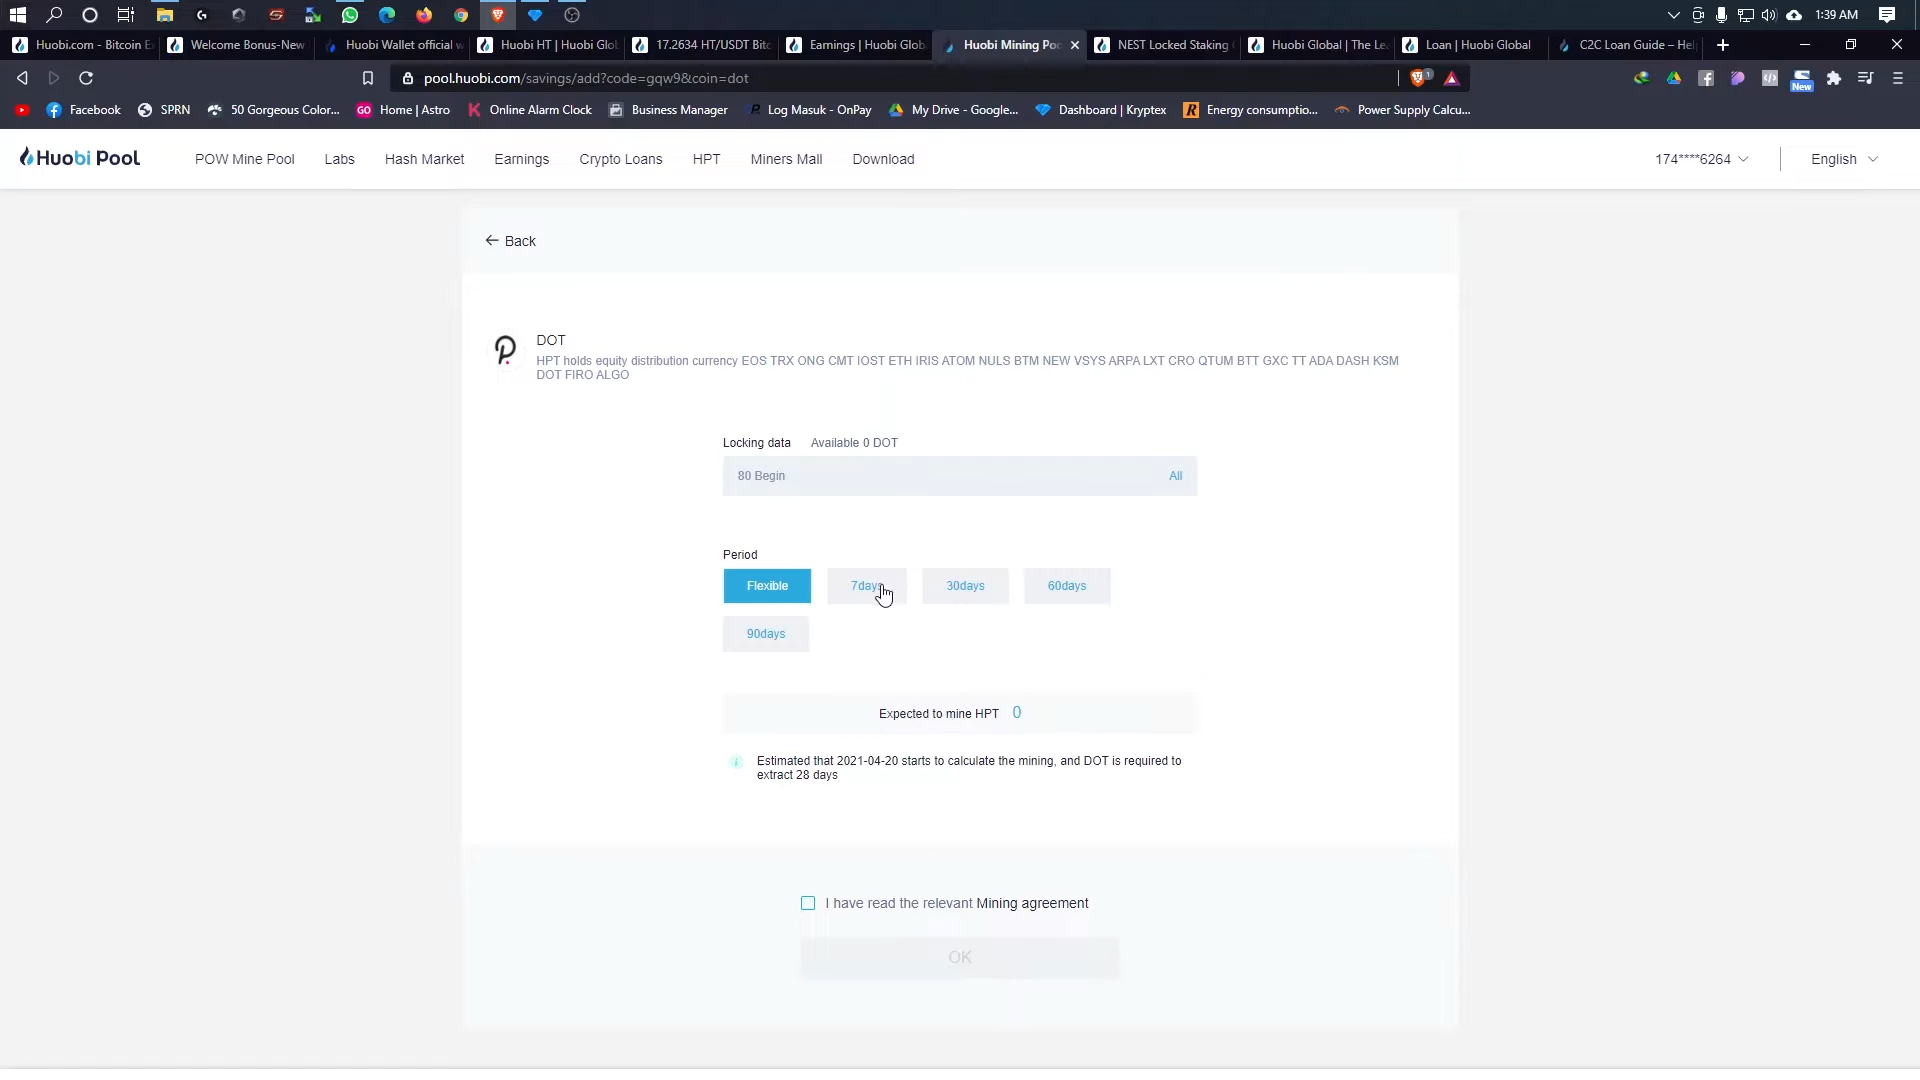 1:39 AM
Huobi.com - Bitcoin E
Welcome Bonus-New
Huobi Wallet official w
Huobi HT | Huobi Glo
17.2634 HT/USDT Bitc
Earnings | Huobi Glob
Huobi Mining Poo
NEST Locked Staking
Huobi Global | The Le
Loan | Huobi Global
C2C Loan Guide – Hel
pool.huobi.com/savings/add?code=gqw9&coin=dot
1
New
Facebook
SPRN
50 Gorgeous Color...
GO Home | Astro
Online Alarm Clock
Business Manager
Log Masuk - OnPay
My Drive - Google...
Dashboard | Kryptex
Energy consumptio...
Power Supply Calcu...
Huobi Pool
POW Mine Pool
Labs
Hash Market
Earnings
Crypto Loans
HPT
Miners Mall
Download
174****6264
English
Back
DOT
HPT holds equity distribution currency EOS TRX ONG CMT IOST ETH IRIS ATOM NULS BTM NEW VSYS ARPA LXT CRO QTUM BTT GXC TT ADA DASH KSM
DOT FIRO ALGO
Locking data Available 0 DOT
80 Begin All
Period
Flexible 7days 30days 60days
90days
Expected to mine HPT 0
Estimated that 2021-04-20 starts to calculate the mining, and DOT is required to
extract 28 days
I have read the relevant Mining agreement
OK